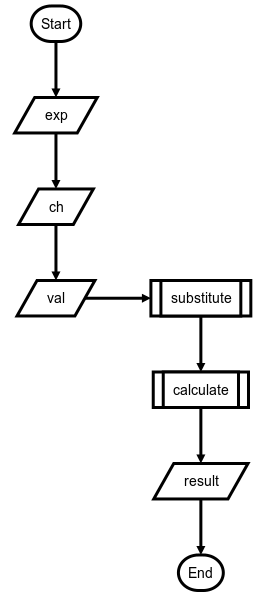 Start
exp
ch
val
substitute
calculate
result
End